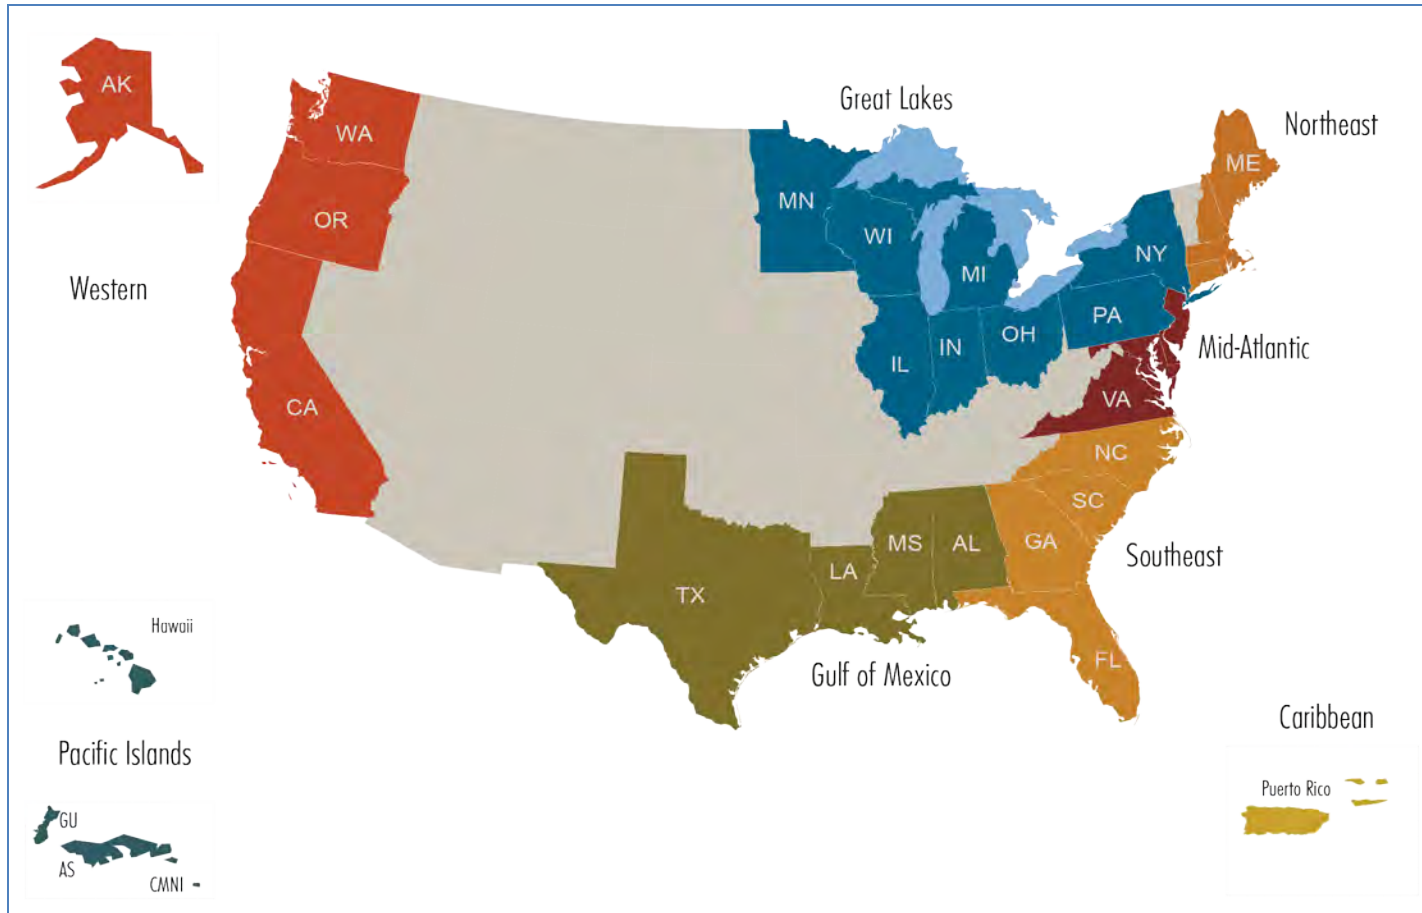 AK
Great Lakes
Northeast
WA
ME
MN
OR
WI
NY
MI
Western
PA
OH
IN
Mid-Atlantic
IL
CA
VA
NC
SC
MS
AL
GA
Southeast
LA
TX
Hawaii
FL
Gulf of Mexico
Caribbean
Pacific Islands
Puerto Rico
GU
AS
CMNI